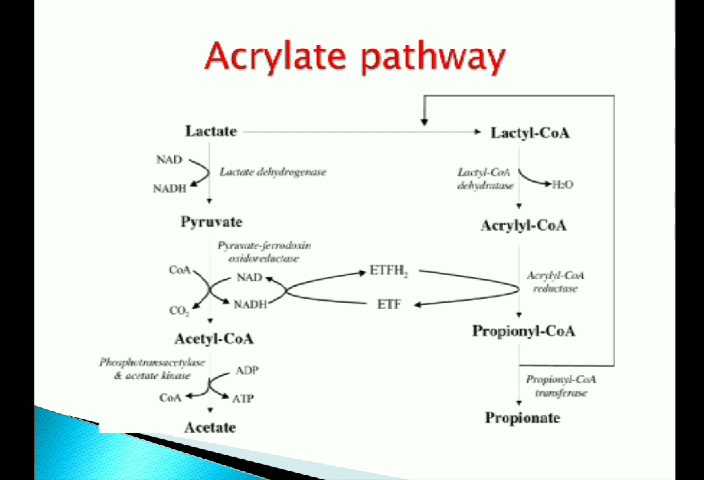 Acrylate pathway
Lactate
Lactyl-CoA
NAD
Lactate dehydrogenase
NADH
Lactyl-CoA
dehydratase
H₂O
Pyruvate
Acrylyl-CoA
Pyruvate-ferrodoxin
oxidoreductase
CoA
NAD
ETFH₂
Acrylyl-CoA
reductase
CO₂
NADH
ETF
Acetyl-CoA
Propionyl-CoA
Phosphotransacetylase
& acetate kinase
ADP
CoA
ATP
Propionyl-CoA
transferase
Acetate
Propionate